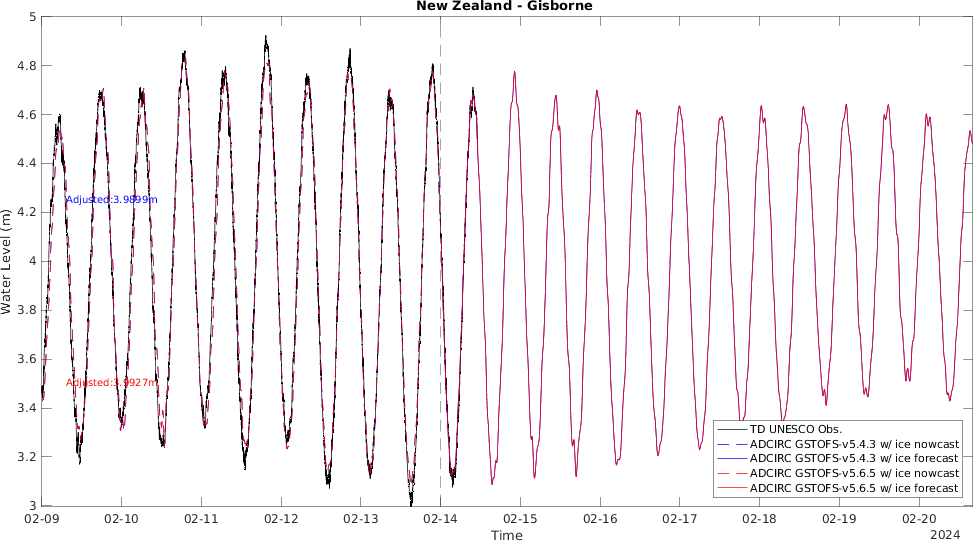 New Zealand - Gisborne
5
4.8
4.6
4.4
4.2
4
3.8
3.6
3.4
3.2
3
Water Level (m)
Adjusted:3.9899m
Adjusted:3.9927m
TD UNESCO Obs.
ADCIRC GSTOFS-v5.4.3 w/ ice nowcast
ADCIRC GSTOFS-v5.4.3 w/ ice forecast
ADCIRC GSTOFS-v5.6.5 w/ ice nowcast
ADCIRC GSTOFS-v5.6.5 w/ ice forecast
02-09 02-10 02-11 02-12 02-13 02-14 02-15 02-16 02-17 02-18 02-19 02-20
Time
2024